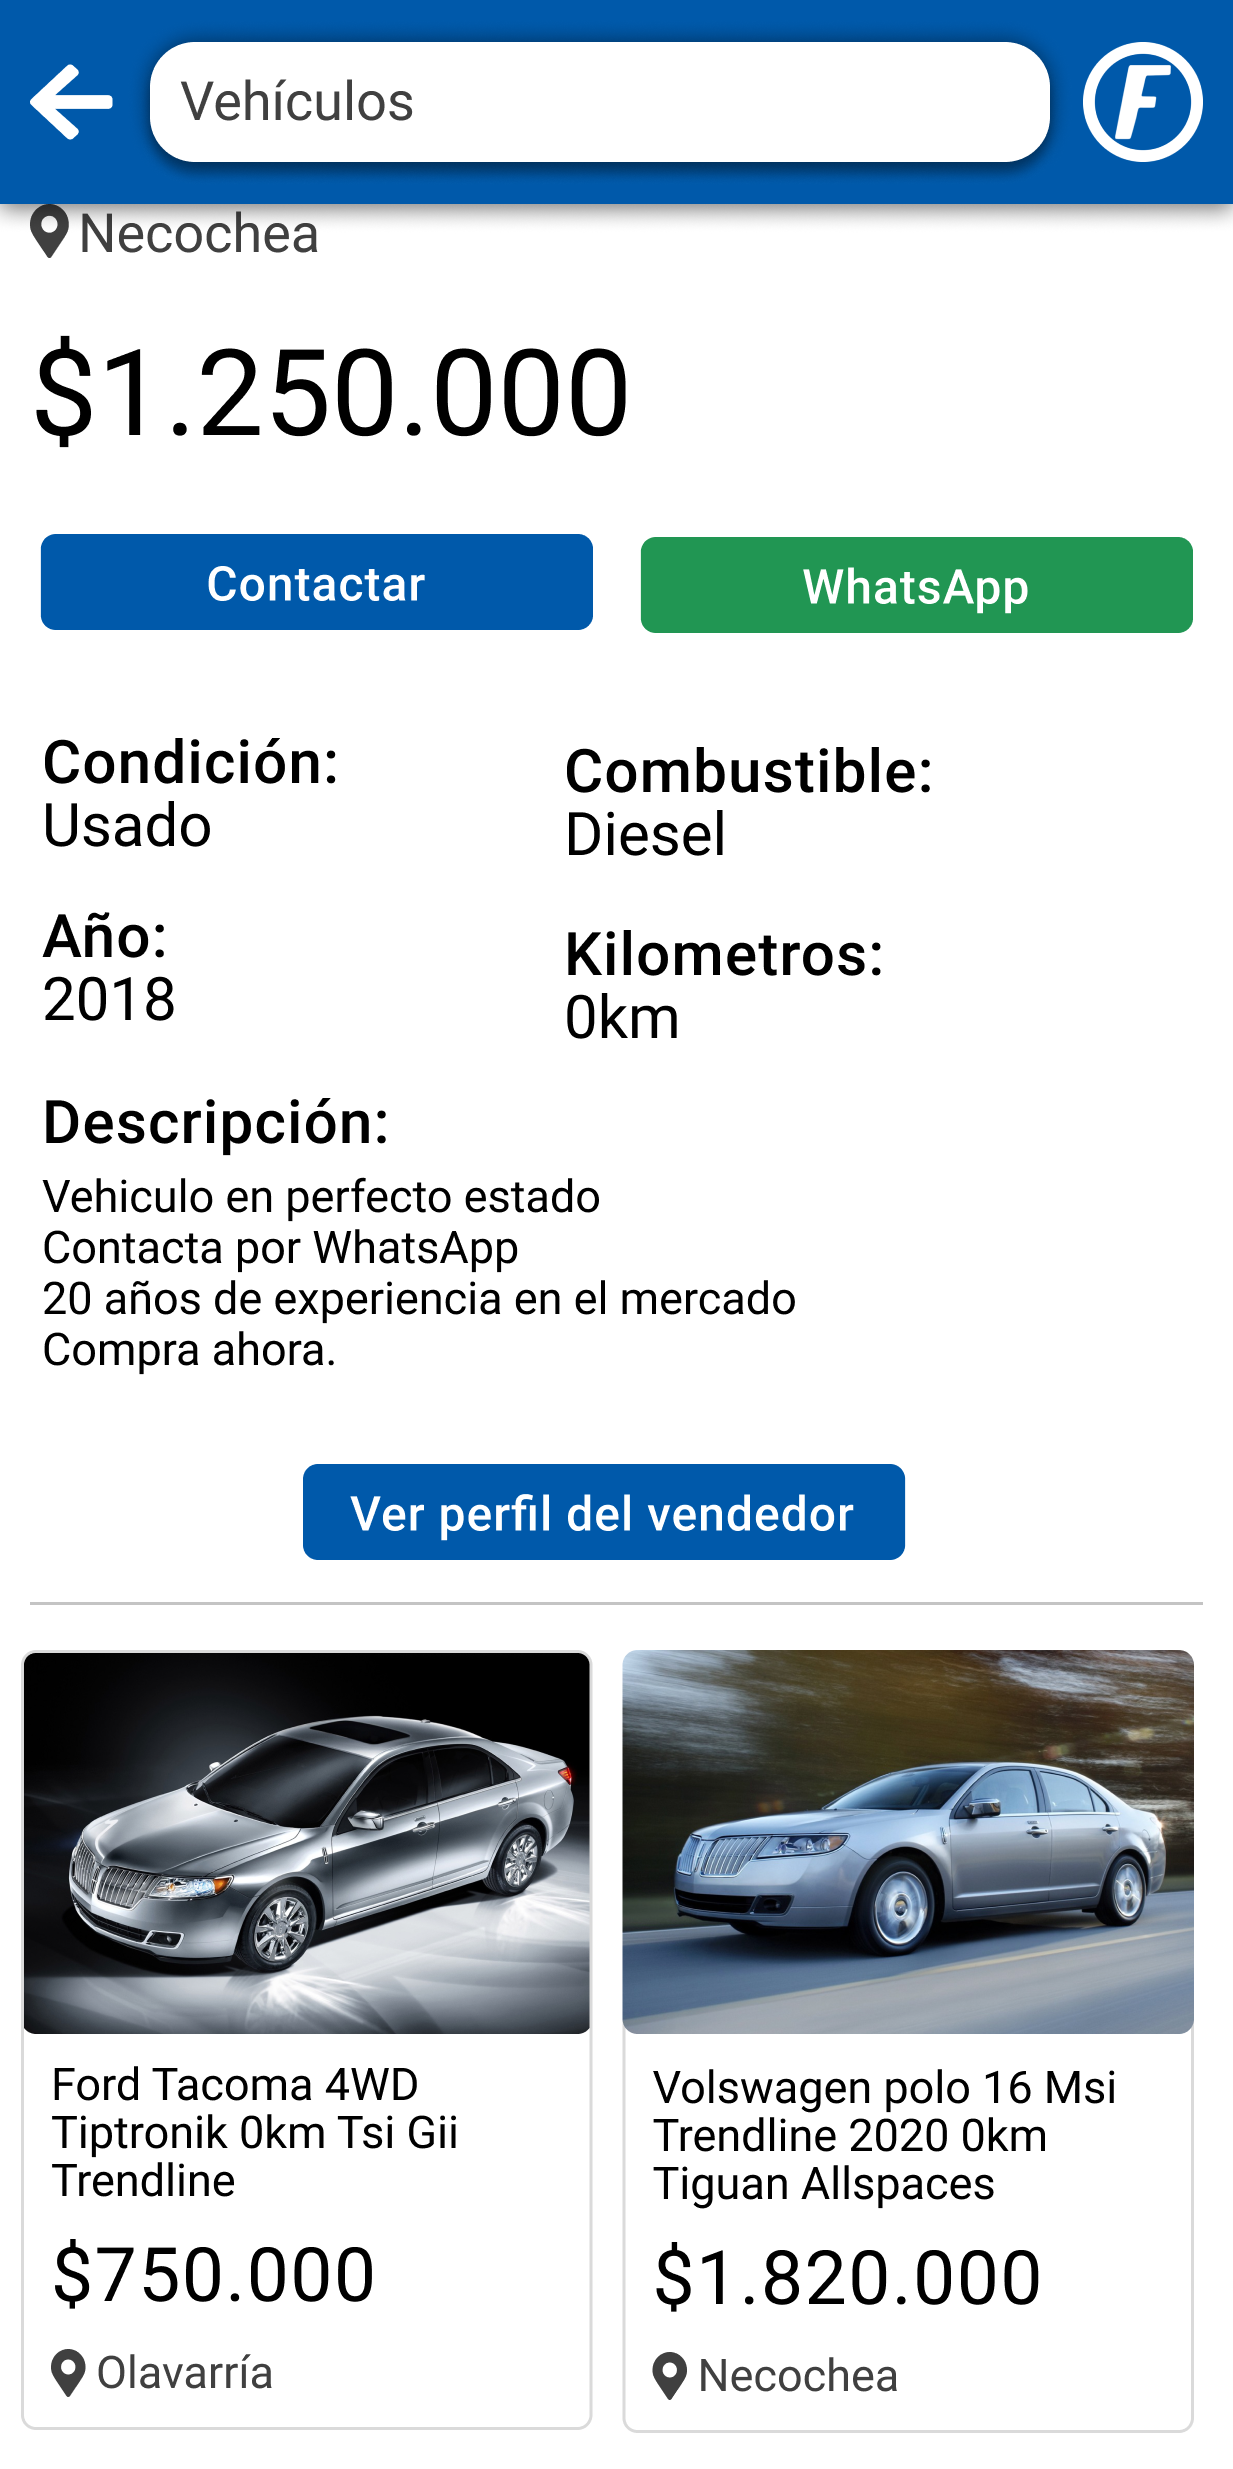 Vehículos
F
Necochea
$1.250.000
Contactar
WhatsApp
Condición:
Usado
Combustible:
Diesel
Año:
2018
Kilometros:
0km
Descripción:
Vehiculo en perfecto estado
Contacta por WhatsApp
20 años de experiencia en el mercado
Compra ahora.
Ver perfil del vendedor
Ford Tacoma 4WD
Tiptronik 0km Tsi Gii
Trendline
$750.000
Olavarría
Volswagen polo 16 Msi
Trendline 2020 0km
Tiguan Allspaces
$1.820.000
Necochea